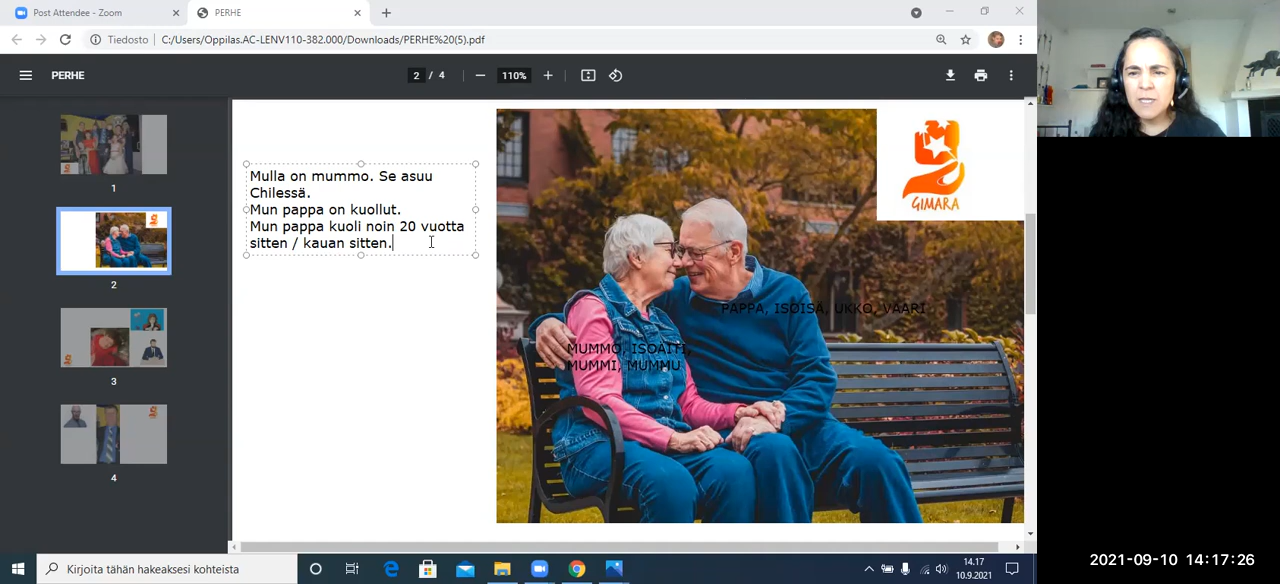 Post Attendee - Zoom
PERHE
Tiedosto
C:/Users/Oppilas.AC-LENV110-382.000/Downloads/PERHE%20(5).pdf
PERHE
2 / 4
110%
1
2
3
4
Mulla on mummo. Se asuu
Chilessä.
Mun pappa on kuollut.
Mun pappa kuoli noin 20 vuotta
sitten / kauan sitten.
GIMARA
PAPPA, ISOISÄ, UKKO, VAARI
MUMMO, ISOÄITI,
MUMMI, MUMMU
Kirjoita tähän hakeaksesi kohteista
14.17
10.9.2021
2021-09-10 14:17:26